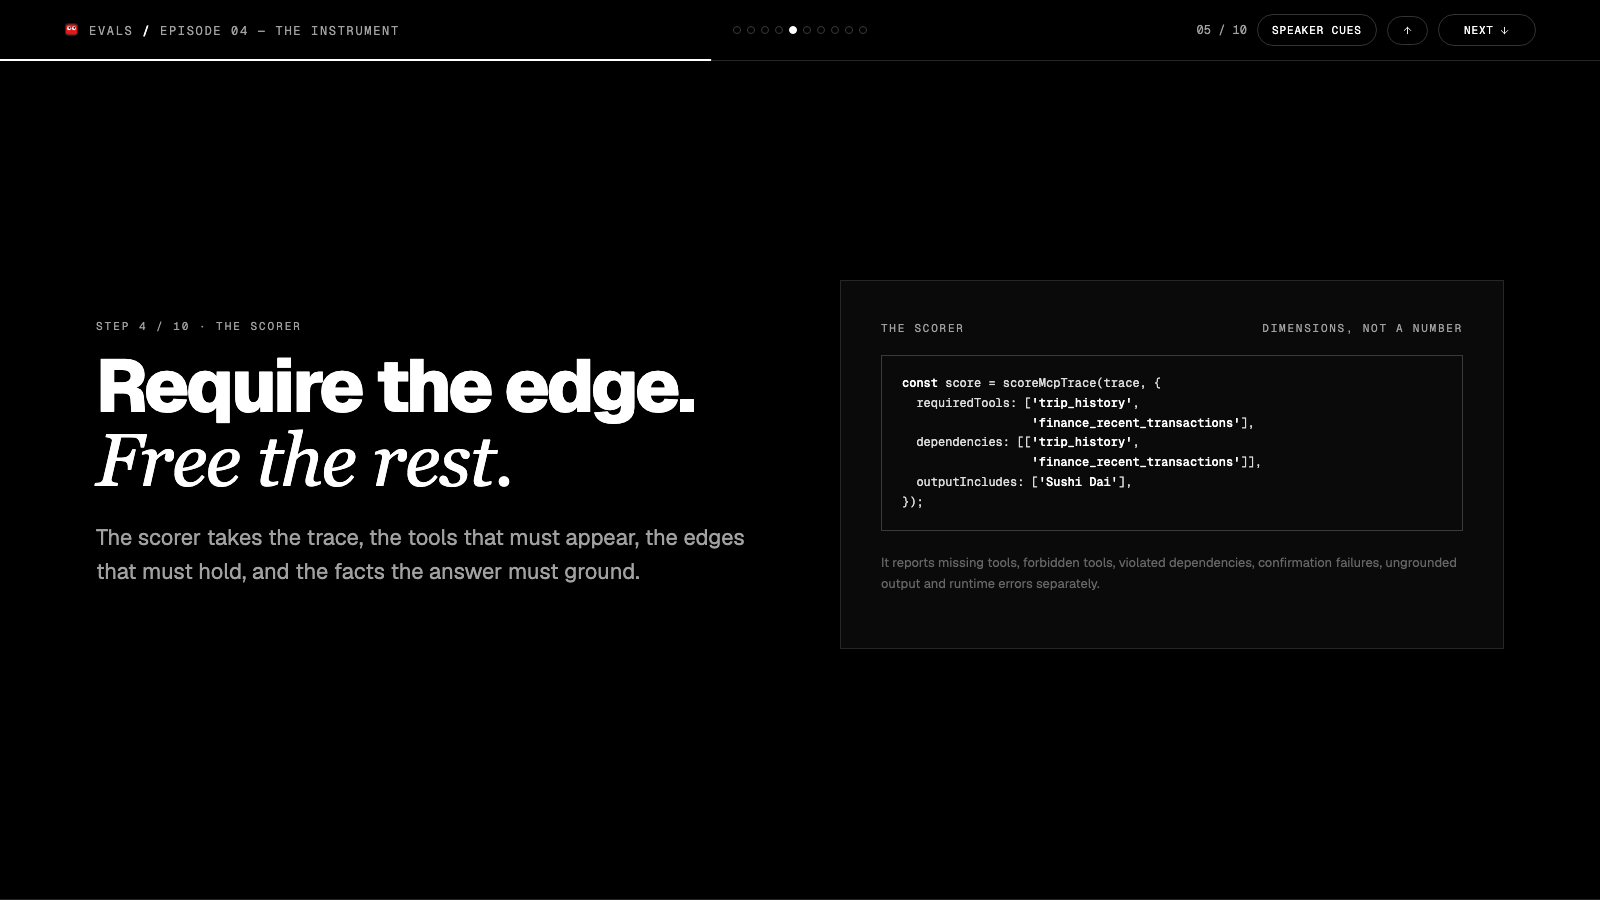 EVALS / EPISODE 04 — THE INSTRUMENT
05 / 10
SPEAKER CUES
↑
NEXT ↓
STEP 4 / 10 · THE SCORER
Require the edge.
Free the rest.
The scorer takes the trace, the tools that must appear, the edges
that must hold, and the facts the answer must ground.
THE SCORER
DIMENSIONS, NOT A NUMBER
const score = scoreMcpTrace(trace, {
  requiredTools: ['trip_history',
                  'finance_recent_transactions'],
  dependencies: [['trip_history',
                  'finance_recent_transactions']],
  outputIncludes: ['Sushi Dai'],
});
It reports missing tools, forbidden tools, violated dependencies, confirmation failures, ungrounded
output and runtime errors separately.